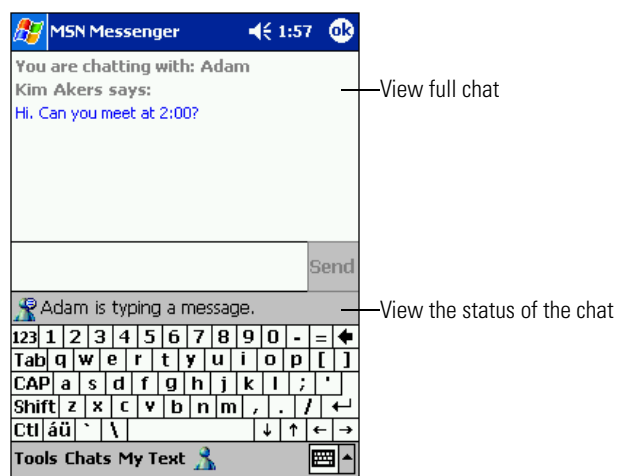 MSN Messenger 1:57 ok
You are chatting with: Adam
Kim Akers says:
View full chat
Hi. Can you meet at 2:00?
Send
Adam is typing a message.
View the status of the chat
123 1 2 3 4 5 6 7 8 9 0 - =
Tab q w e r t y u i o p [ ]
CAP a s d f g h j k l ; '
Shift z x c v b n m , . /
Ctl áü ` \
Tools Chats My Text